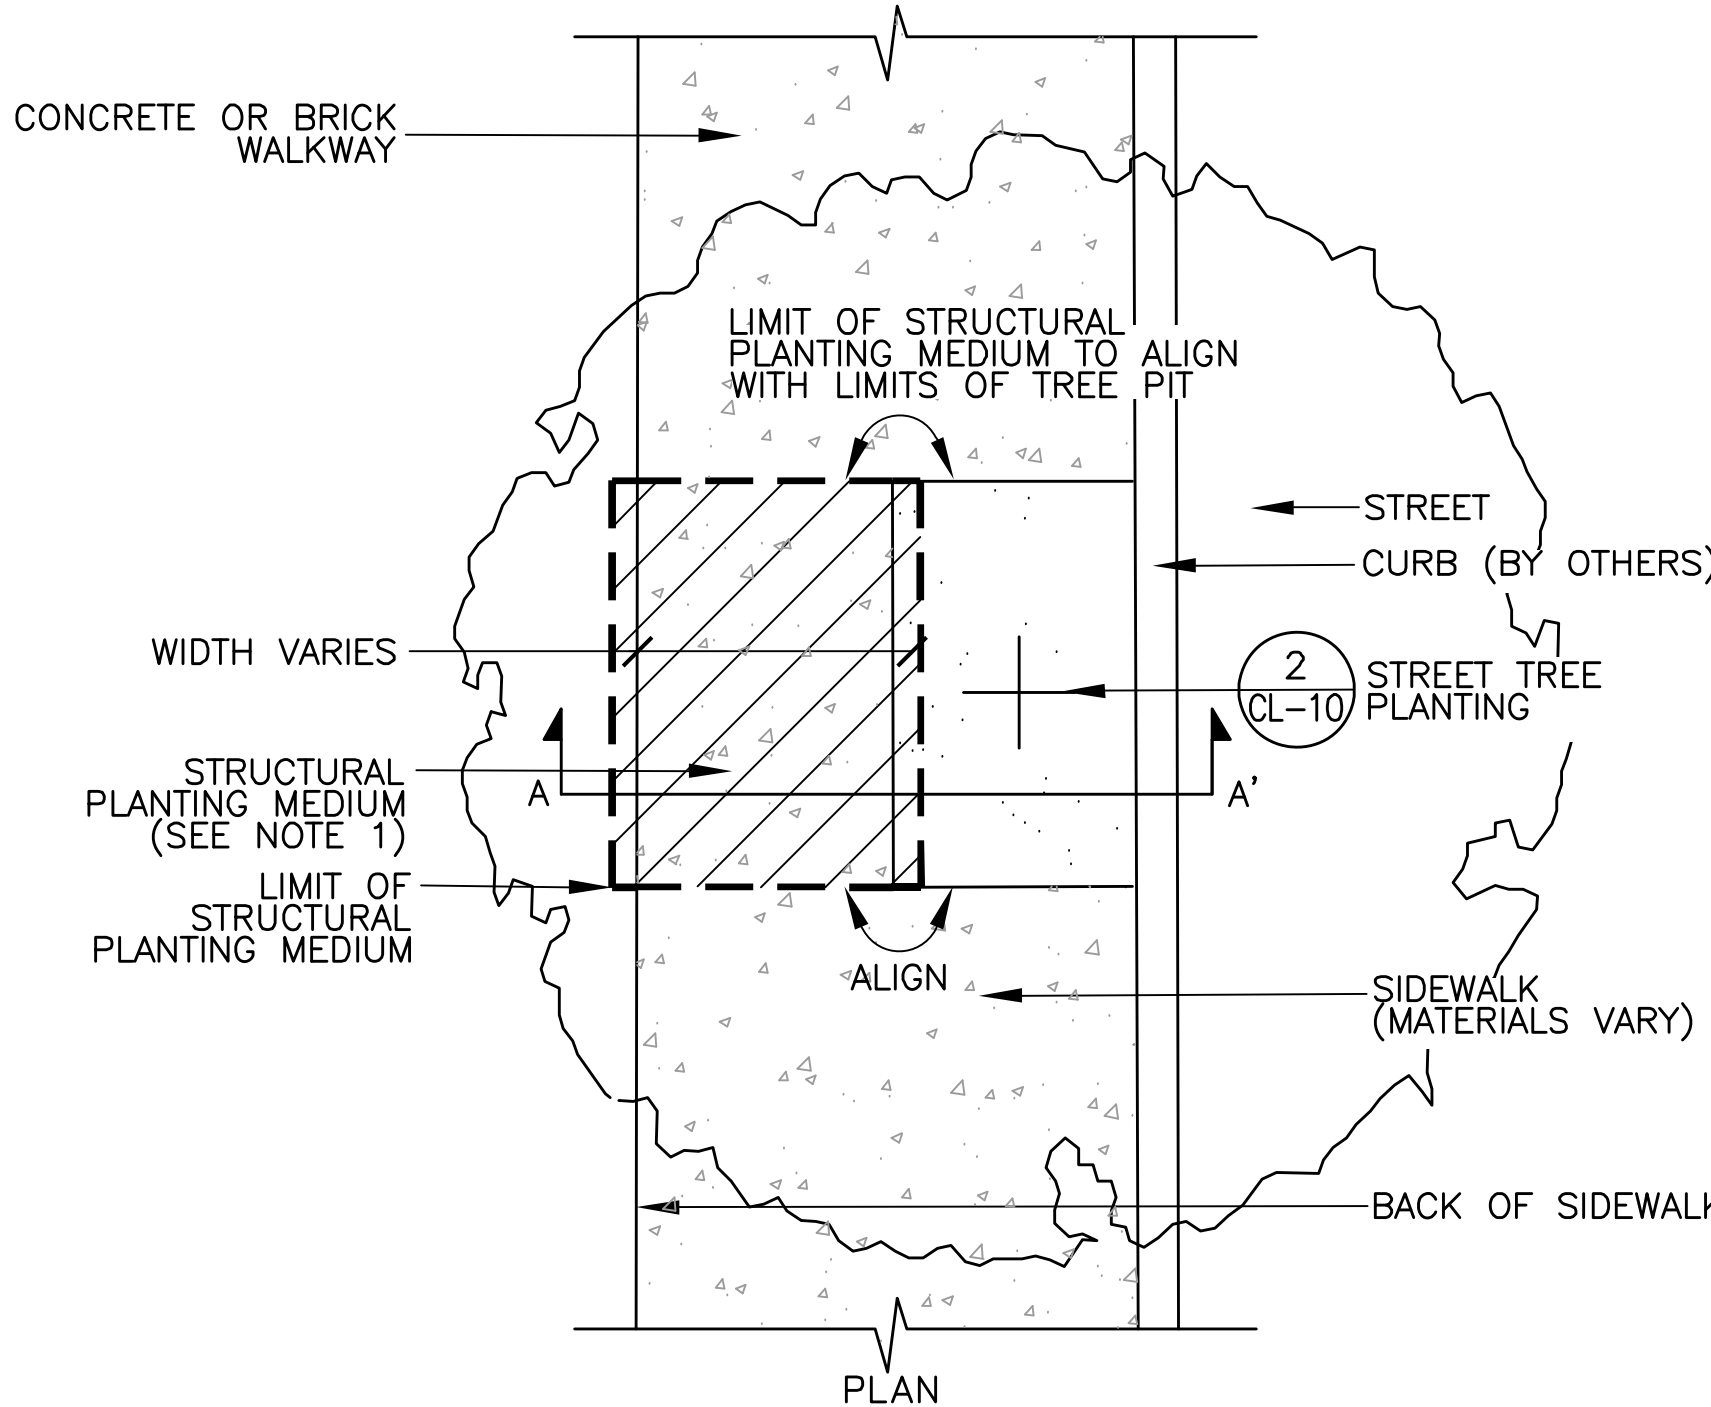 CONCRETE OR BRICK
WALKWAY
LIMIT OF STRUCTURAL
PLANTING MEDIUM TO ALIGN
WITH LIMITS OF TREE PIT
STREET
CURB (BY OTHERS)
WIDTH VARIES
2
CL-10
STREET TREE
PLANTING
STRUCTURAL
PLANTING MEDIUM
(SEE NOTE 1)
A
A'
LIMIT OF
STRUCTURAL
PLANTING MEDIUM
ALIGN
SIDEWALK
(MATERIALS VARY)
BACK OF SIDEWALK
PLAN